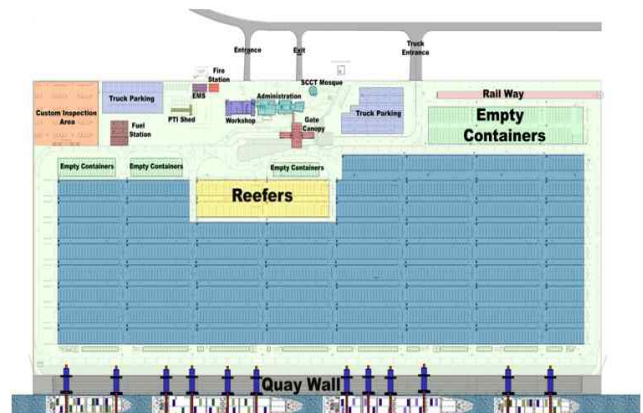 Entrance
Exit
Truck
Entrance
Fire
Station
SCCT Mosque
EMS
Administration
Truck Parking
Rail Way
Custom Inspection
Area
PTI Shed
Workshop
Gate
Canopy
Truck Parking
Empty
Containers
Fuel
Station
Empty Containers
Empty Containers
Empty Containers
Reefers
Quay Wall